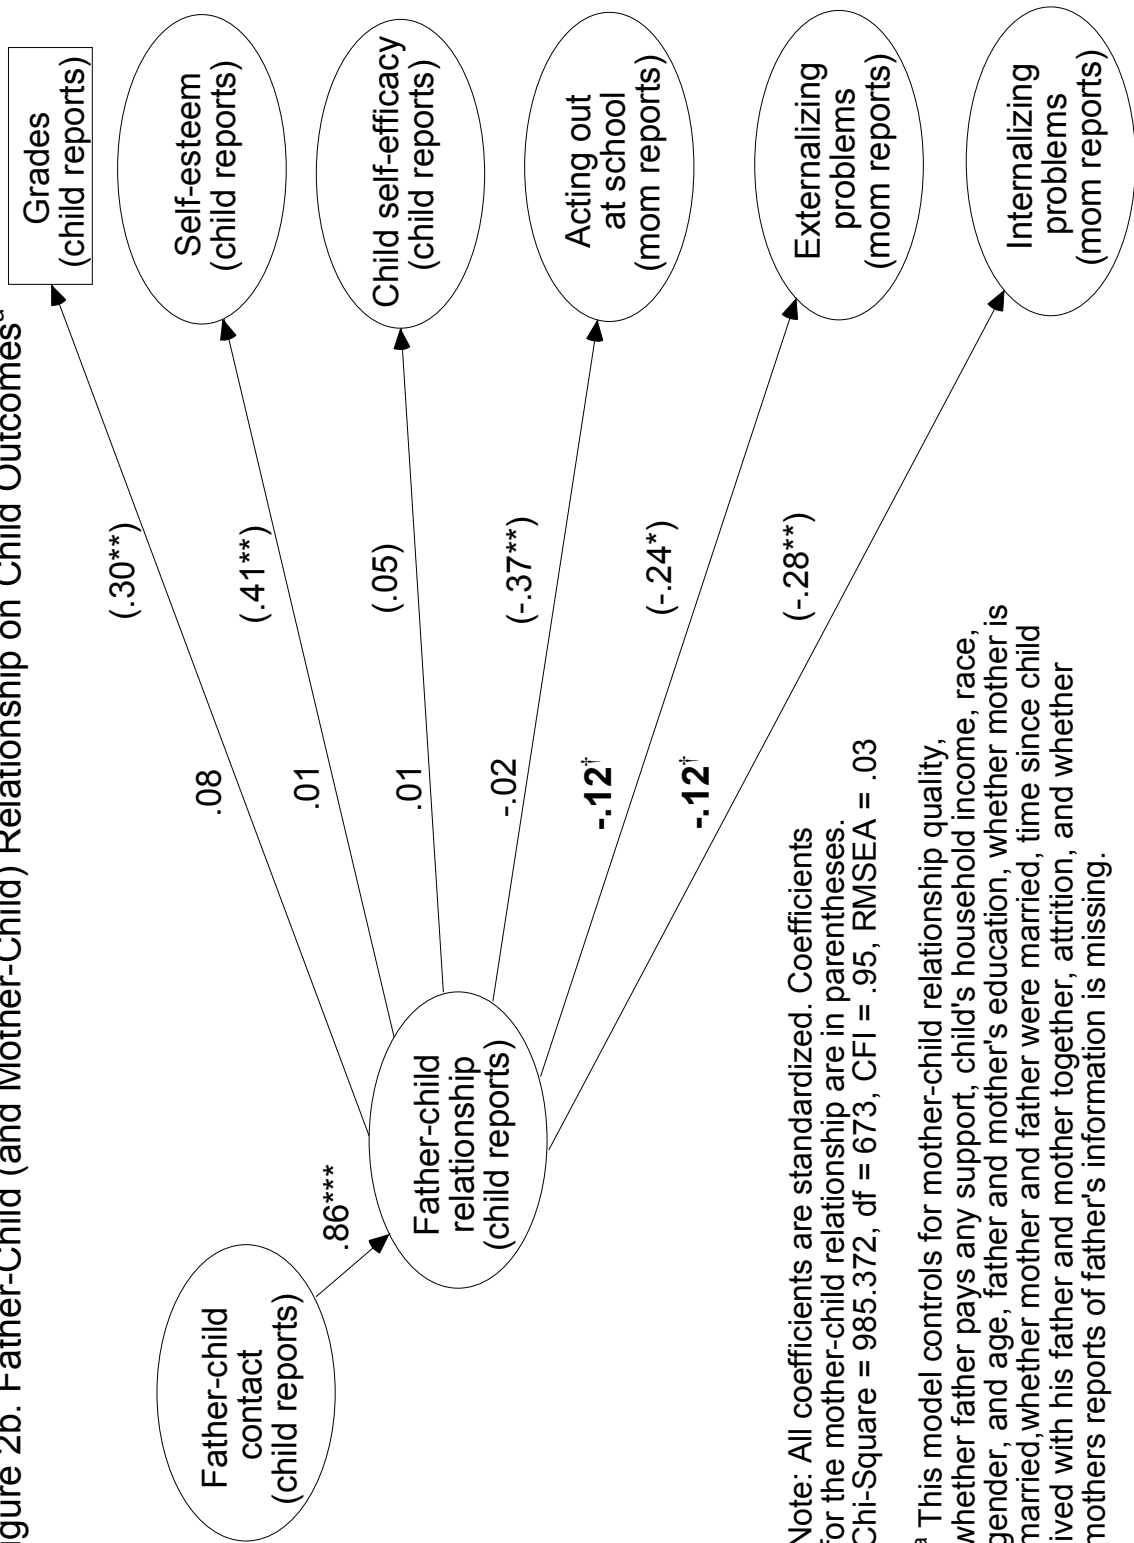 igure 2b. Father-Child (and Mother-Child) Relationship on Child Outcomesᵃ
Grades
(child reports)
Self-esteem
(child reports)
Child self-efficacy
(child reports)
Acting out
at school
(mom reports)
Externalizing
problems
(mom reports)
Internalizing
problems
(mom reports)
(.30**)
(.41**)
(.05)
(-.37**)
(-.24*)
(-.28**)
.08
.01
.01
-.02
-.12†
-.12†
Father-child
relationship
(child reports)
.86***
Father-child
contact
(child reports)
Note: All coefficients are standardized. Coefficients
for the mother-child relationship are in parentheses.
Chi-Square = 985.372, df = 673, CFI = .95, RMSEA = .03
ᵃ This model controls for mother-child relationship quality,
whether father pays any support, child's household income, race,
gender, and age, father and mother's education, whether mother is
married,whether mother and father were married, time since child
ived with his father and mother together, attrition, and whether
mothers reports of father's information is missing.